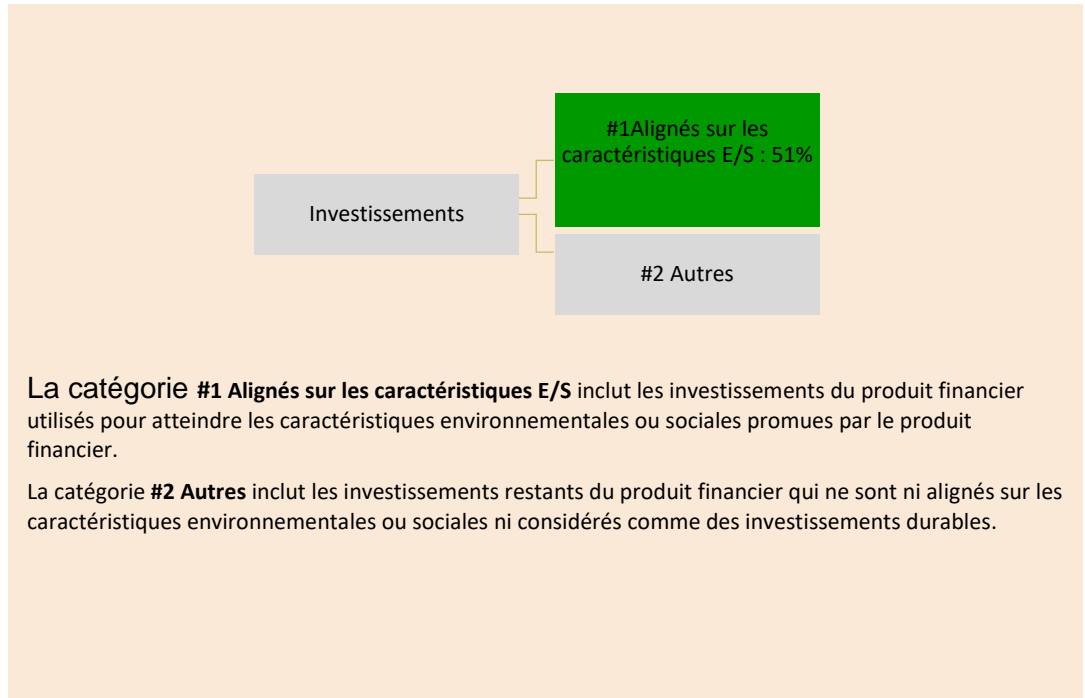 #1Alignés sur les
caractéristiques E/S : 51%
Investissements
#2 Autres
La catégorie #1 Alignés sur les caractéristiques E/S inclut les investissements du produit financier
utilisés pour atteindre les caractéristiques environnementales ou sociales promues par le produit
financier.
La catégorie #2 Autres inclut les investissements restants du produit financier qui ne sont ni alignés sur les
caractéristiques environnementales ou sociales ni considérés comme des investissements durables.